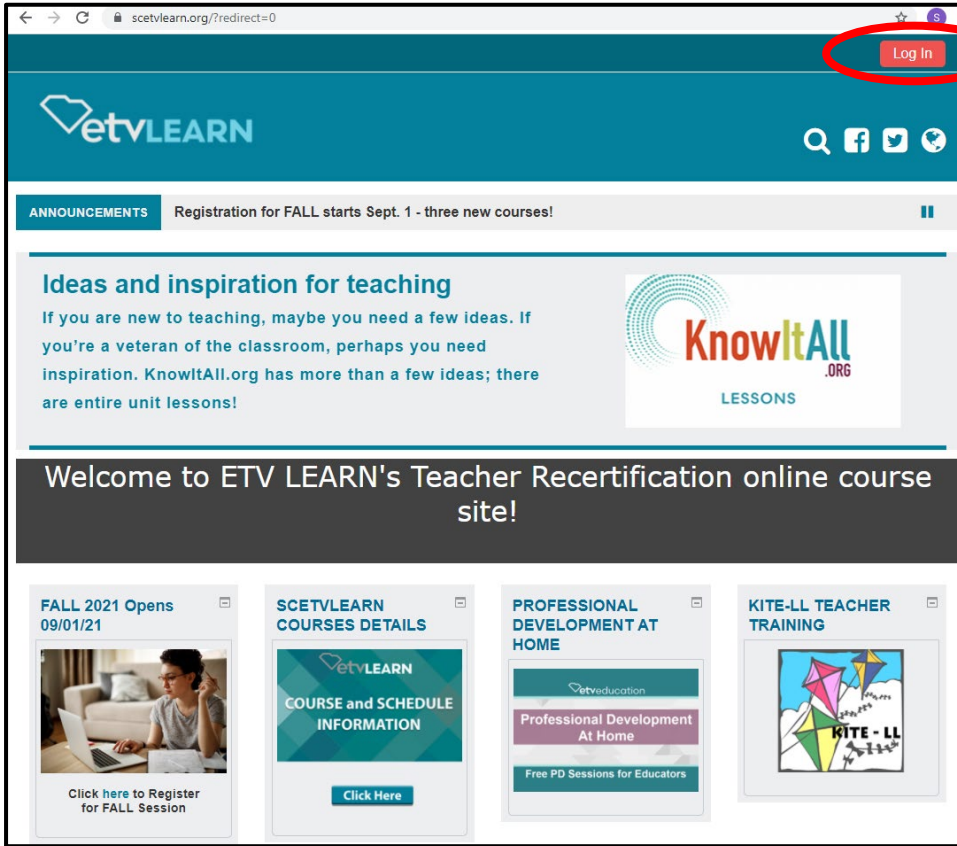 scetvlearn.org/?redirect=0
S
Log In
etvLEARN
ANNOUNCEMENTS
Registration for FALL starts Sept. 1 - three new courses!
Ideas and inspiration for teaching
If you are new to teaching, maybe you need a few ideas. If
you're a veteran of the classroom, perhaps you need
inspiration. KnowItAll.org has more than a few ideas; there
are entire unit lessons!
KnowItAll
.ORG
LESSONS
Welcome to ETV LEARN's Teacher Recertification online course
site!
FALL 2021 Opens
09/01/21
Click here to Register
for FALL Session
SCETVLEARN
COURSES DETAILS
etvLEARN
COURSE and SCHEDULE
INFORMATION
Click Here
PROFESSIONAL
DEVELOPMENT AT
HOME
etveducation
Professional Development
At Home
Free PD Sessions for Educators
KITE-LL TEACHER
TRAINING
KITE - LL